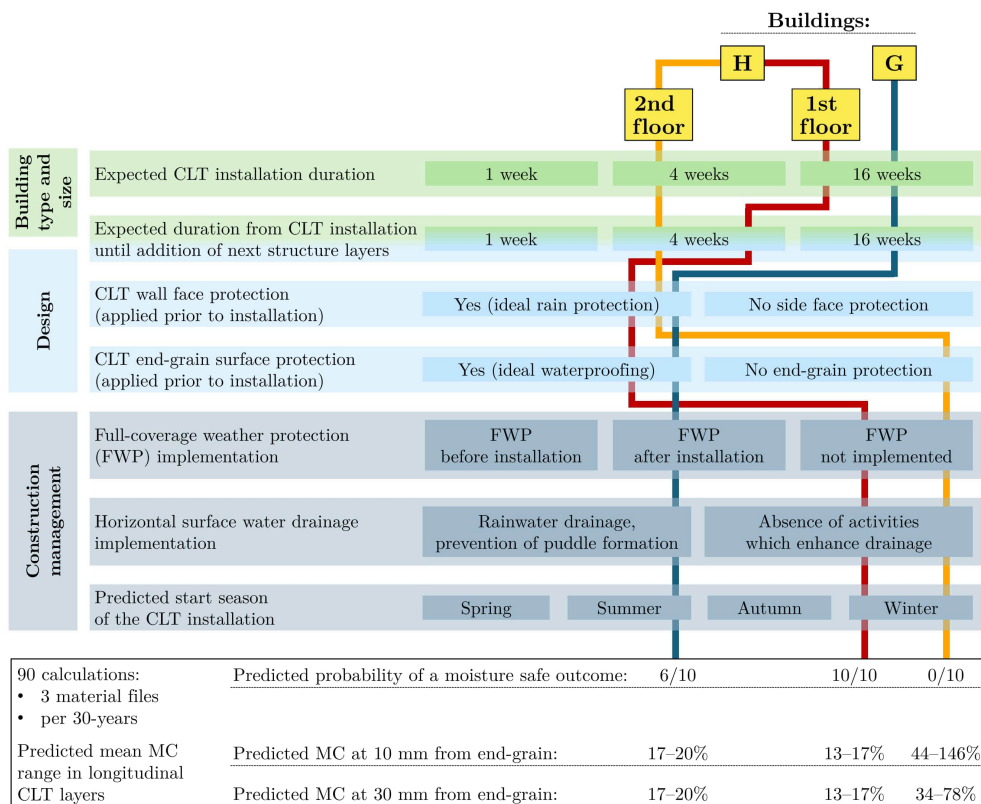 Buildings:
H
G
2nd
floor
1st
floor
Building
type and
size
Expected CLT installation duration
1 week
4 weeks
16 weeks
Expected duration from CLT installation
until addition of next structure layers
1 week
4 weeks
16 weeks
Design
CLT wall face protection
(applied prior to installation)
Yes (ideal rain protection)
No side face protection
CLT end-grain surface protection
(applied prior to installation)
Yes (ideal waterproofing)
No end-grain protection
Construction
management
Full-coverage weather protection
(FWP) implementation
FWP
before installation
FWP
after installation
FWP
not implemented
Horizontal surface water drainage
implementation
Rainwater drainage,
prevention of puddle formation
Absence of activities
which enhance drainage
Predicted start season
of the CLT installation
Spring
Summer
Autumn
Winter
90 calculations:
• 3 material files
• per 30-years
Predicted probability of a moisture safe outcome: 6/10 10/10 0/10
Predicted mean MC
range in longitudinal
CLT layers
Predicted MC at 10 mm from end-grain: 17–20% 13–17% 44–146%
Predicted MC at 30 mm from end-grain: 17–20% 13–17% 34–78%